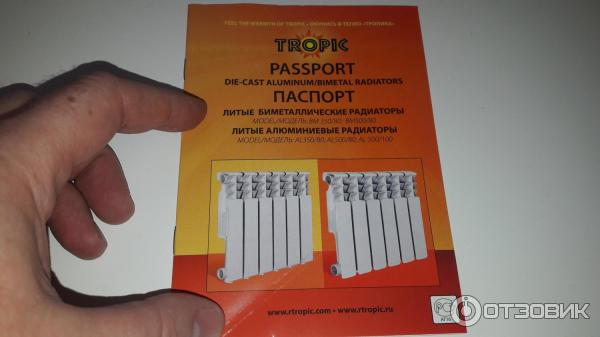 FEEL THE WARMTH OF TROPIC • ОКУНИСЬ В ТЕПЛО «ТРОПИКА»
TROPIC
PASSPORT
DIE-CAST ALUMINUM/BIMETAL RADIATORS
ПАСПОРТ
ЛИТЫЕ БИМЕТАЛЛИЧЕСКИЕ РАДИАТОРЫ
MODEL/МОДЕЛЬ: BM 350/80; BM500/80
ЛИТЫЕ АЛЮМИНИЕВЫЕ РАДИАТОРЫ
MODEL/МОДЕЛЬ: AL350/80; AL500/80; AL 500/100
www.rtropic.com • www.rtropic.ru
ОТЗОВИК